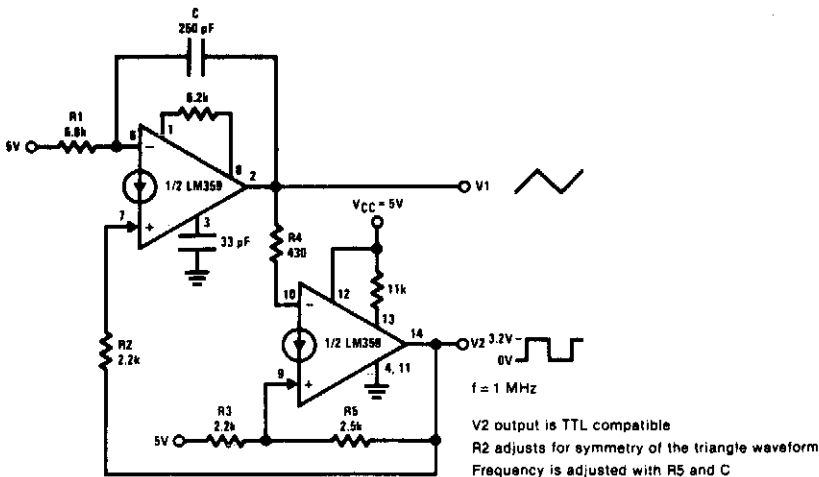 C
250 pF
6.2k
1
R1
6.8k
5V
6
−
8
2
1/2 LM359
V1
7
+
3
33 pF
VCC = 5V
R4
430
12
11k
10
−
13
14
V2
3.2V
0V
1/2 LM359
R2
2.2k
9
+
4, 11
f = 1 MHz
R3
2.2k
R5
2.5k
5V
V2 output is TTL compatible
R2 adjusts for symmetry of the triangle waveform
Frequency is adjusted with R5 and C